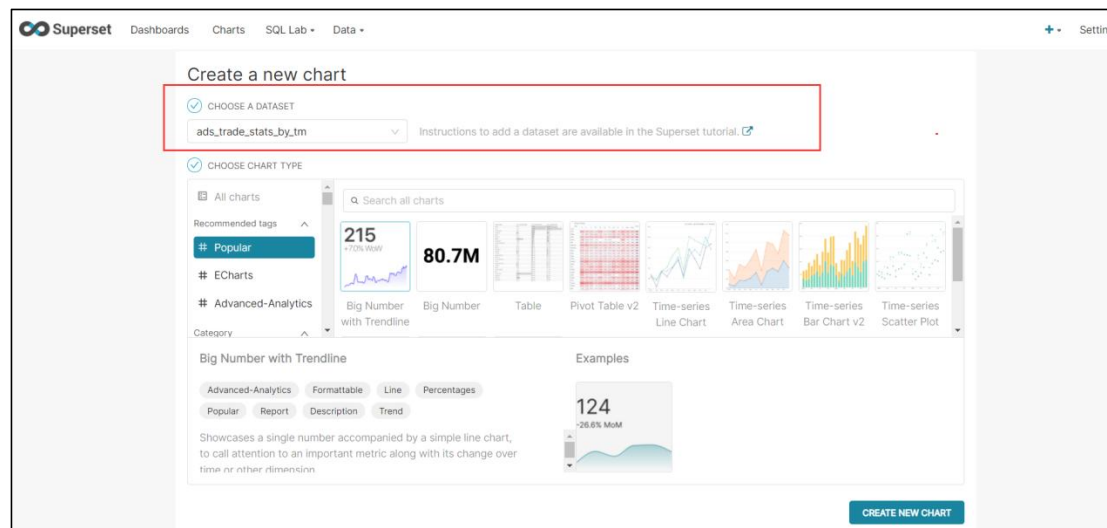 Superset Dashboards Charts SQL Lab Data Settin
Create a new chart
CHOOSE A DATASET
ads_trade_stats_by_tm Instructions to add a dataset are available in the Superset tutorial.
CHOOSE CHART TYPE
All charts
Search all charts
Recommended tags
# Popular
# ECharts
# Advanced-Analytics
Category
215
+70% WoW
80.7M
Big Number with Trendline
Big Number
Table
Pivot Table v2
Time-series Line Chart
Time-series Area Chart
Time-series Bar Chart v2
Time-series Scatter Plot
Big Number with Trendline
Advanced-Analytics Formattable Line Percentages
Popular Report Description Trend
Showcases a single number accompanied by a simple line chart,
to call attention to an important metric along with its change over
time or other dimension
Examples
124
-26.6% MoM
CREATE NEW CHART